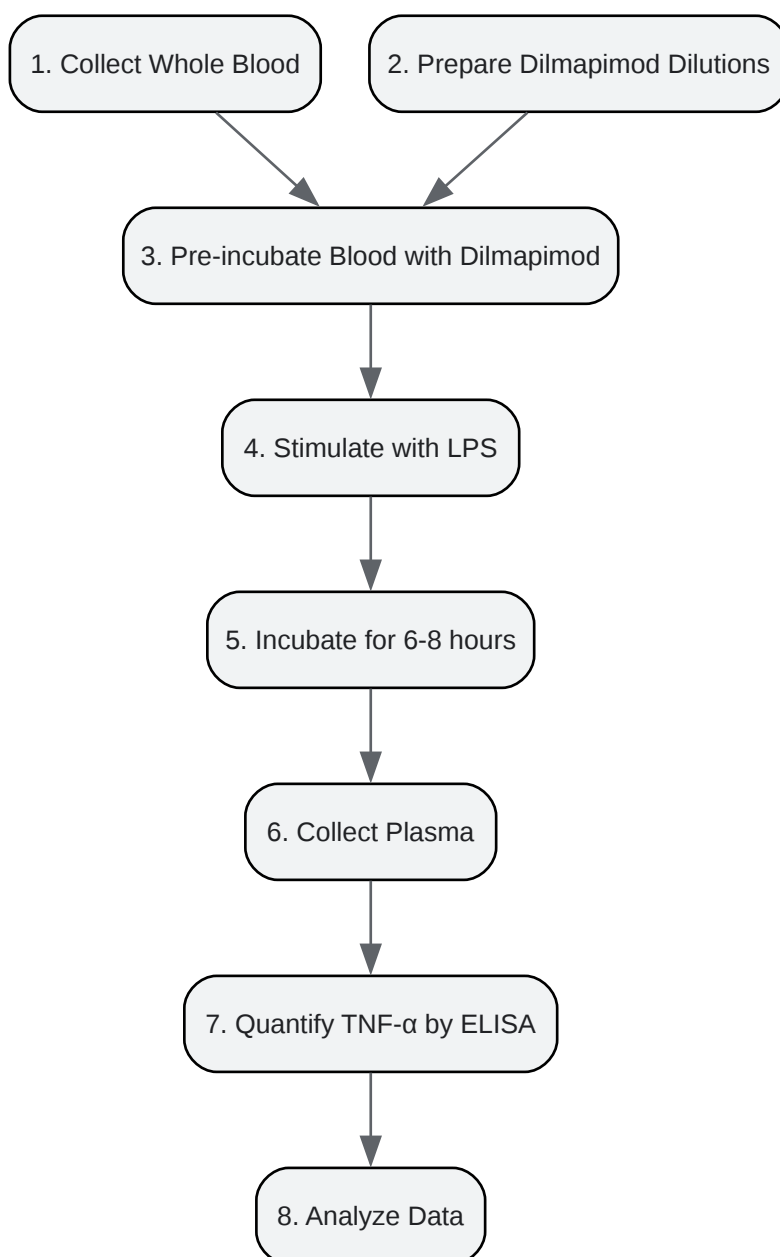 1. Collect Whole Blood
2. Prepare Dilmapimod Dilutions
3. Pre-incubate Blood with Dilmapimod
4. Stimulate with LPS
5. Incubate for 6-8 hours
6. Collect Plasma
7. Quantify TNF-α by ELISA
8. Analyze Data